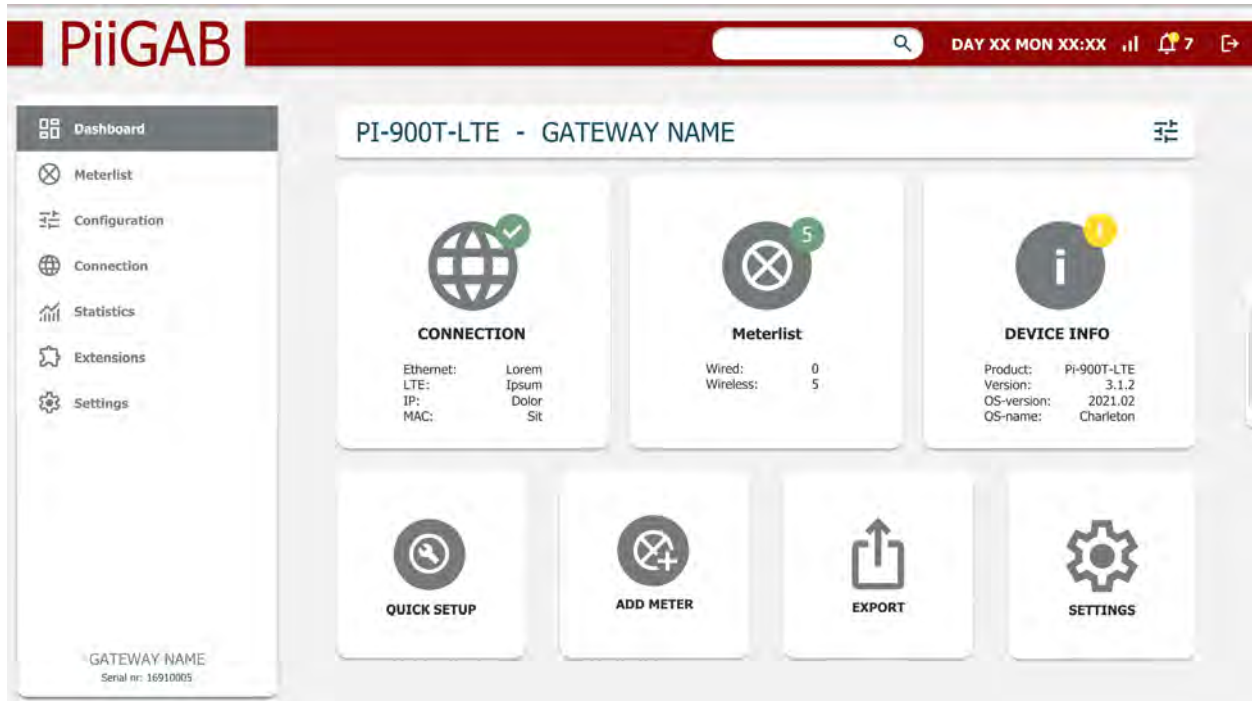 PiiGAB
DAY XX MON XX:XX 7
Dashboard
Meterlist
Configuration
Connection
Statistics
Extensions
Settings
GATEWAY NAME
Serial nr: 16910005
PI-900T-LTE - GATEWAY NAME
CONNECTION
Ethernet: Lorem
LTE: Ipsum
IP: Dolor
MAC: Sit
5
Meterlist
Wired: 0
Wireless: 5
i
DEVICE INFO
Product: Pi-900T-LTE
Version: 3.1.2
OS-version: 2021.02
OS-name: Charleton
QUICK SETUP
ADD METER
EXPORT
SETTINGS